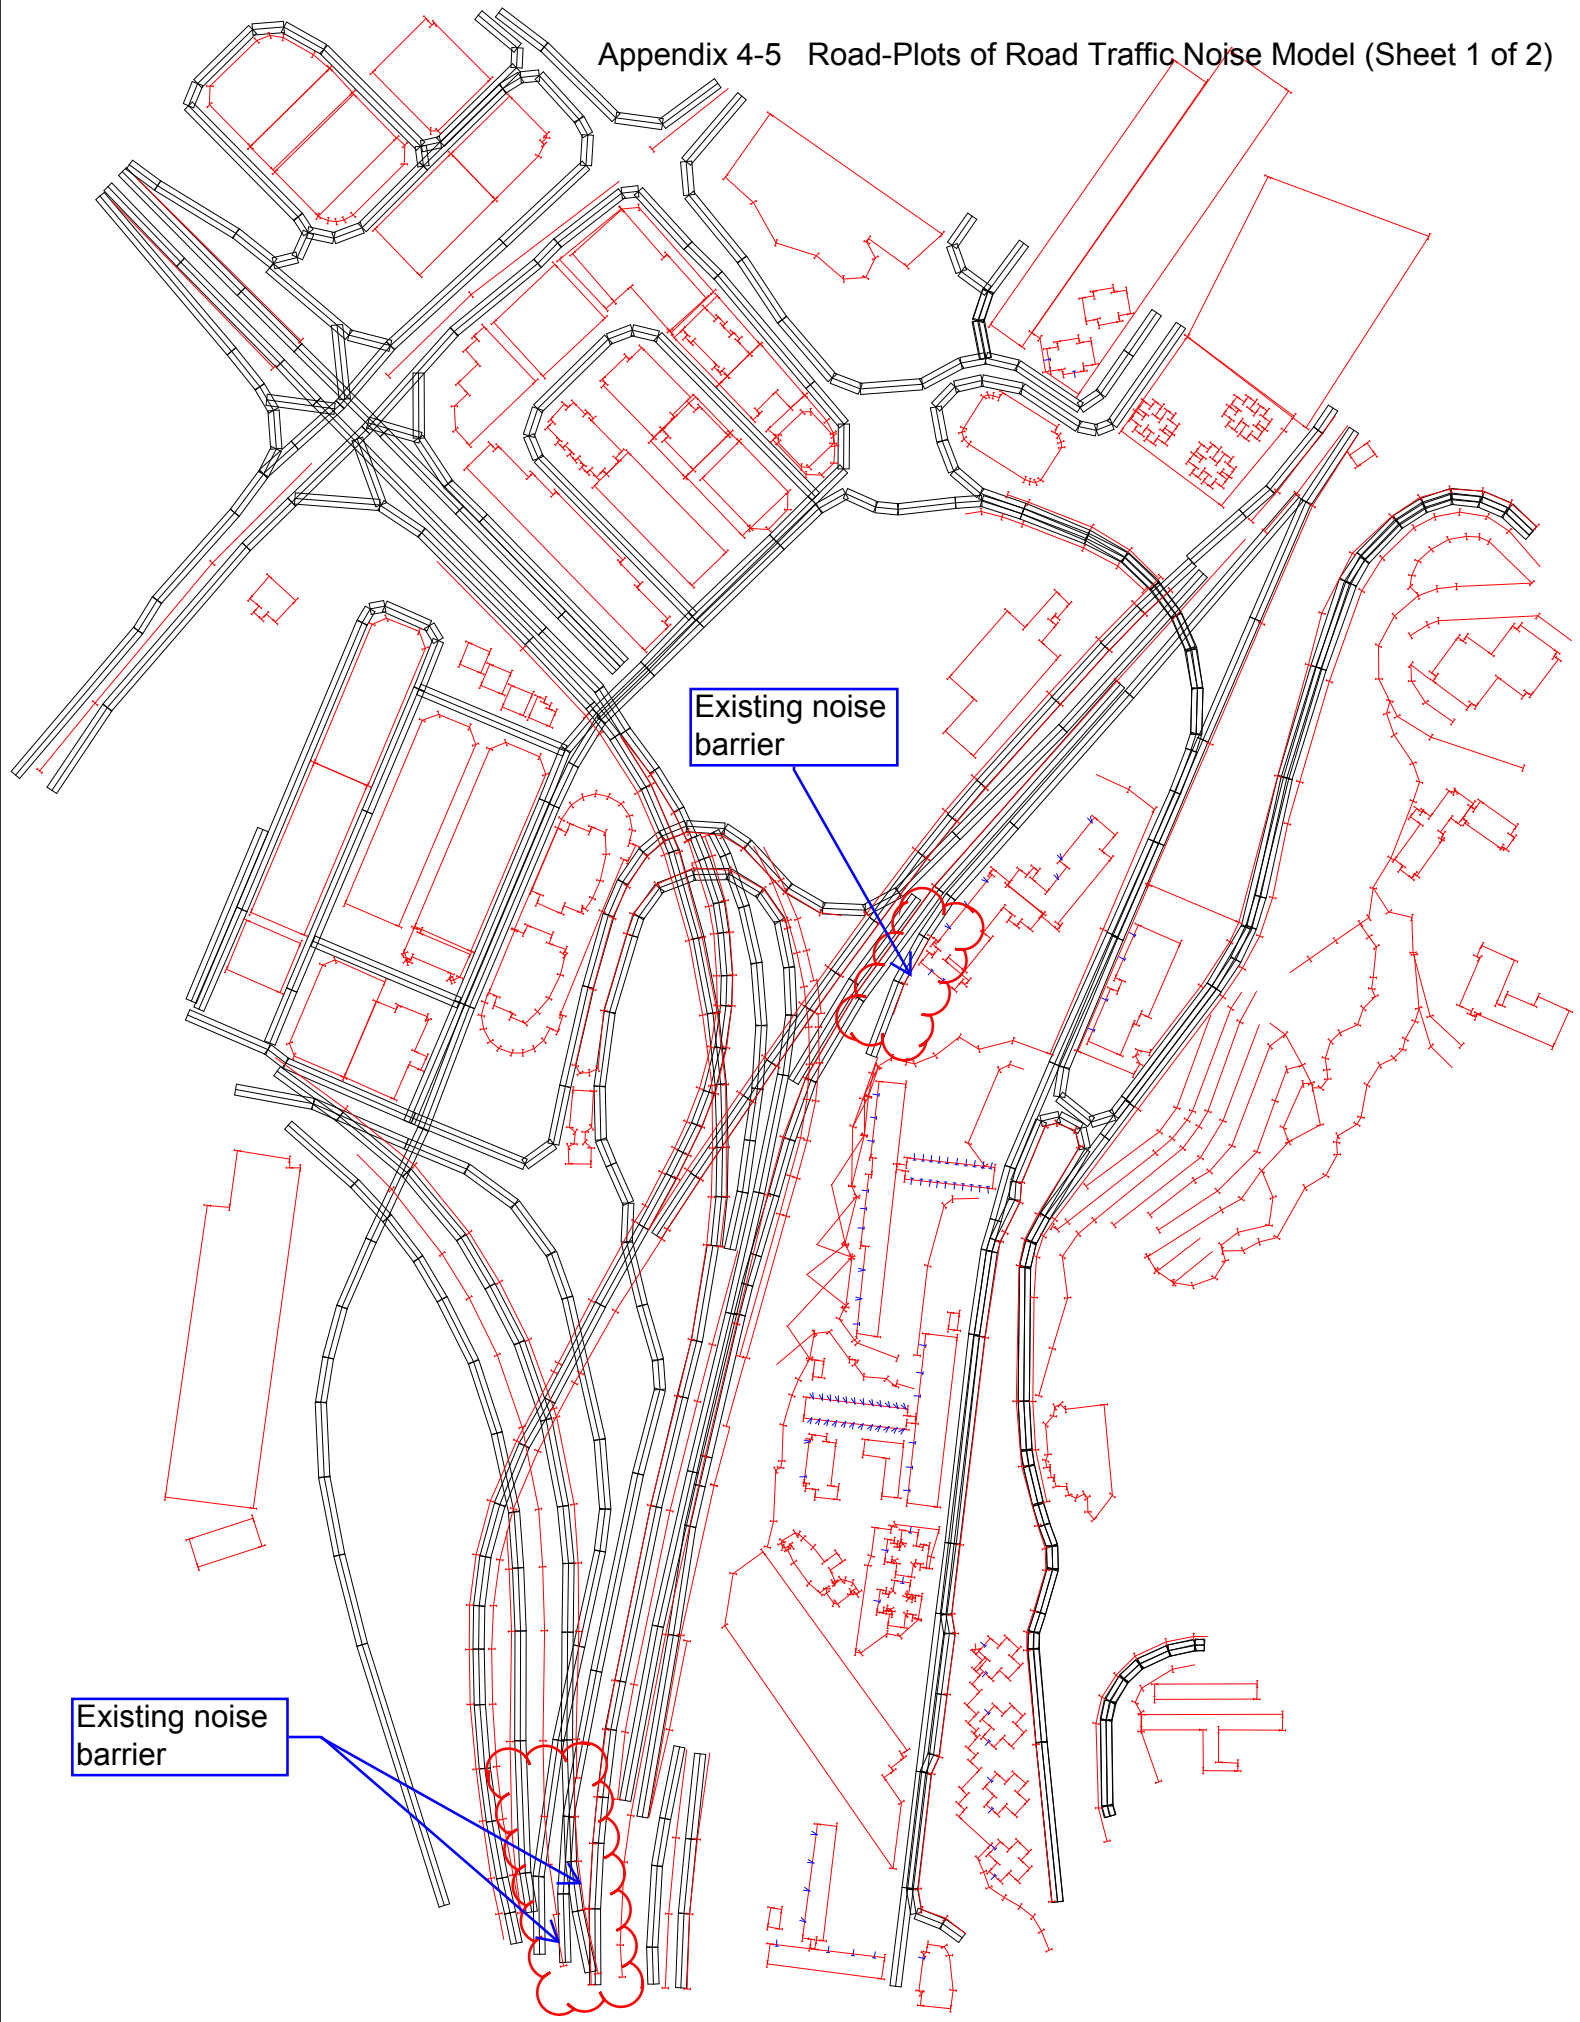 Appendix 4-5 Road-Plots of Road Traffic Noise Model (Sheet 1 of 2)
Existing noise
barrier
Existing noise
barrier